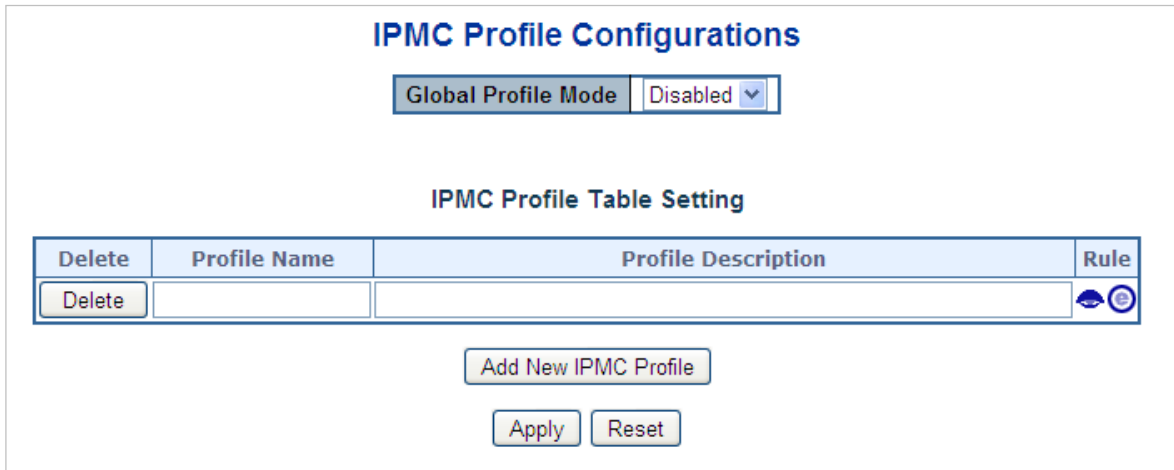 IPMC Profile Configurations
Global Profile Mode Disabled
IPMC Profile Table Setting
Delete Profile Name Profile Description Rule
Delete e
Add New IPMC Profile
Apply Reset